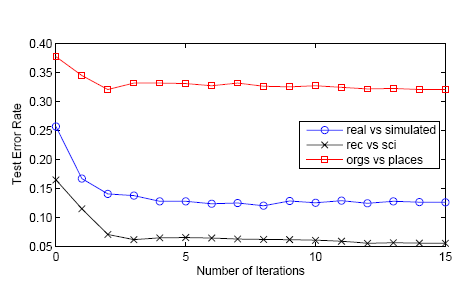 0.40
0.35
0.30
0.25
0.20
0.15
0.10
0.05
Test Error Rate
real vs simulated
rec vs sci
orgs vs places
0 5 10 15
Number of Iterations